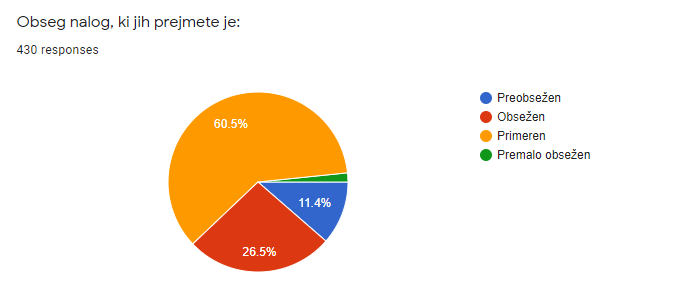 Obseg nalog, ki jih prejmete je:
430 responses
60.5%
11.4%
26.5%
Preobsežen
Obsežen
Primeren
Premalo obsežen